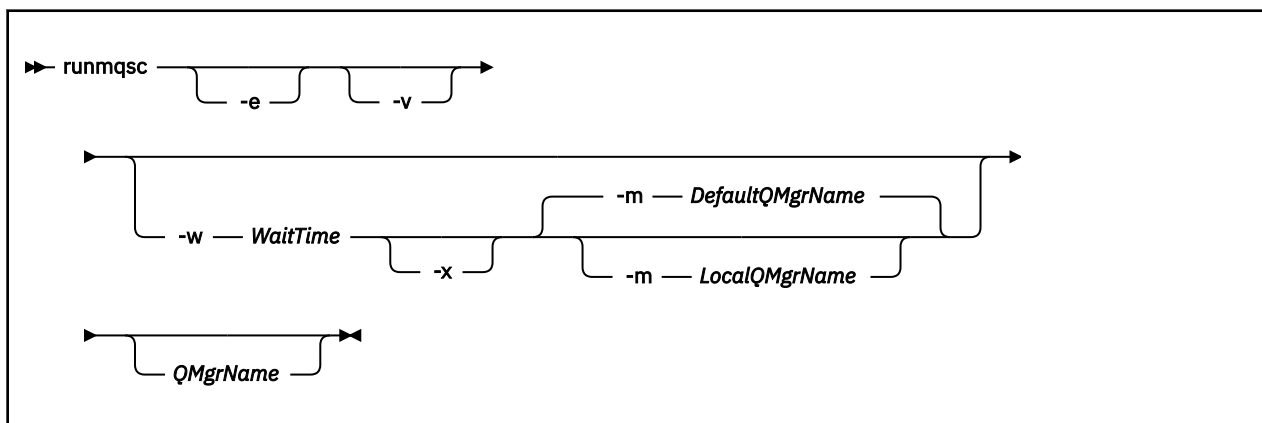 runmqsc
-e -v
-m DefaultQMgrName
-w WaitTime
-x -m LocalQMgrName
QMgrName